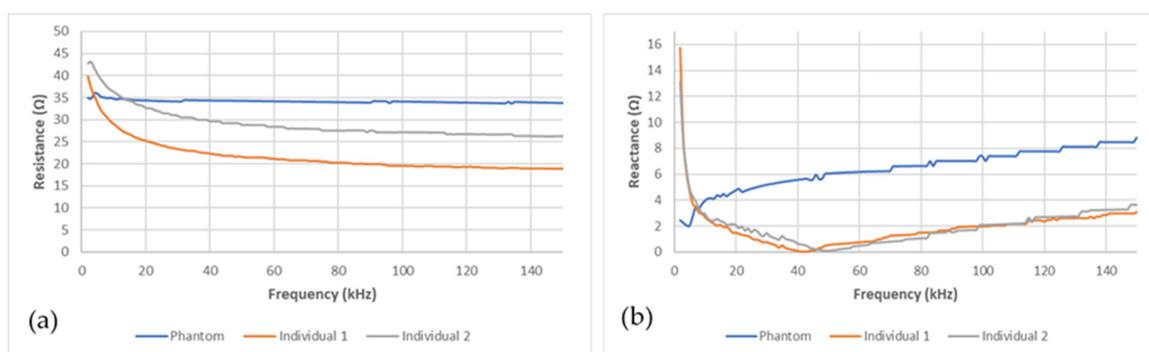 50
45
40
35
30
25
20
15
10
5
0
Resistance (Ω)
0 20 40 60 80 100 120 140
Frequency (kHz)
(a)
Phantom Individual 1 Individual 2
16
14
12
10
8
6
4
2
0
Reactance (Ω)
0 20 40 60 80 100 120 140
Frequency (kHz)
(b)
Phantom Individual 1 Individual 2